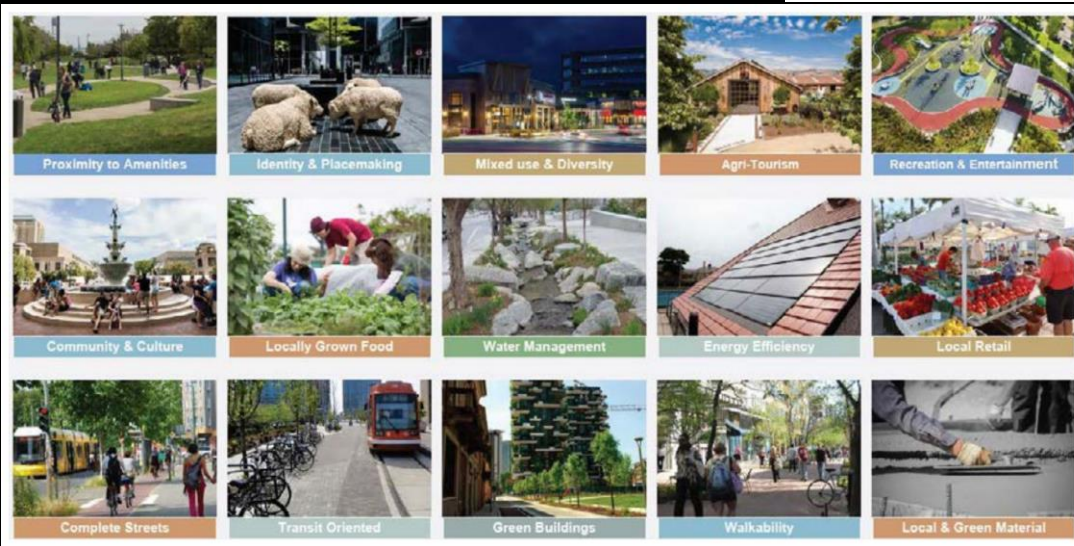 Proximity to Amenities
Identity & Placemaking
Mixed use & Diversity
Agri-Tourism
Recreation & Entertainment
Community & Culture
Locally Grown Food
Water Management
Energy Efficiency
Local Retail
Complete Streets
Transit Oriented
Green Buildings
Walkability
Local & Green Material